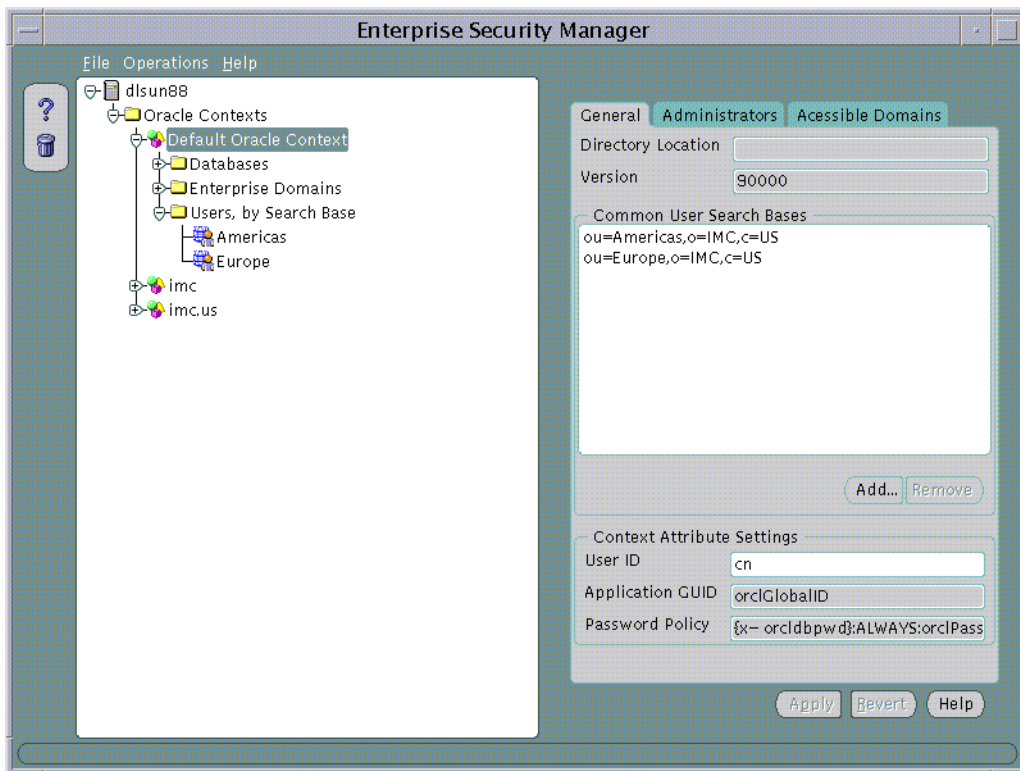 Enterprise Security Manager
File Operations Help
dlsun88
Oracle Contexts
Default Oracle Context
Databases
Enterprise Domains
Users, by Search Base
Americas
Europe
imc
imc.us
General Administrators Acessible Domains
Directory Location
Version 90000
Common User Search Bases
ou=Americas,o=IMC,c=US
ou=Europe,o=IMC,c=US
Add... Remove
Context Attribute Settings
User ID cn
Application GUID orclGlobalID
Password Policy {x- orcldbpwd}:ALWAYS:orclPass
Apply Revert Help